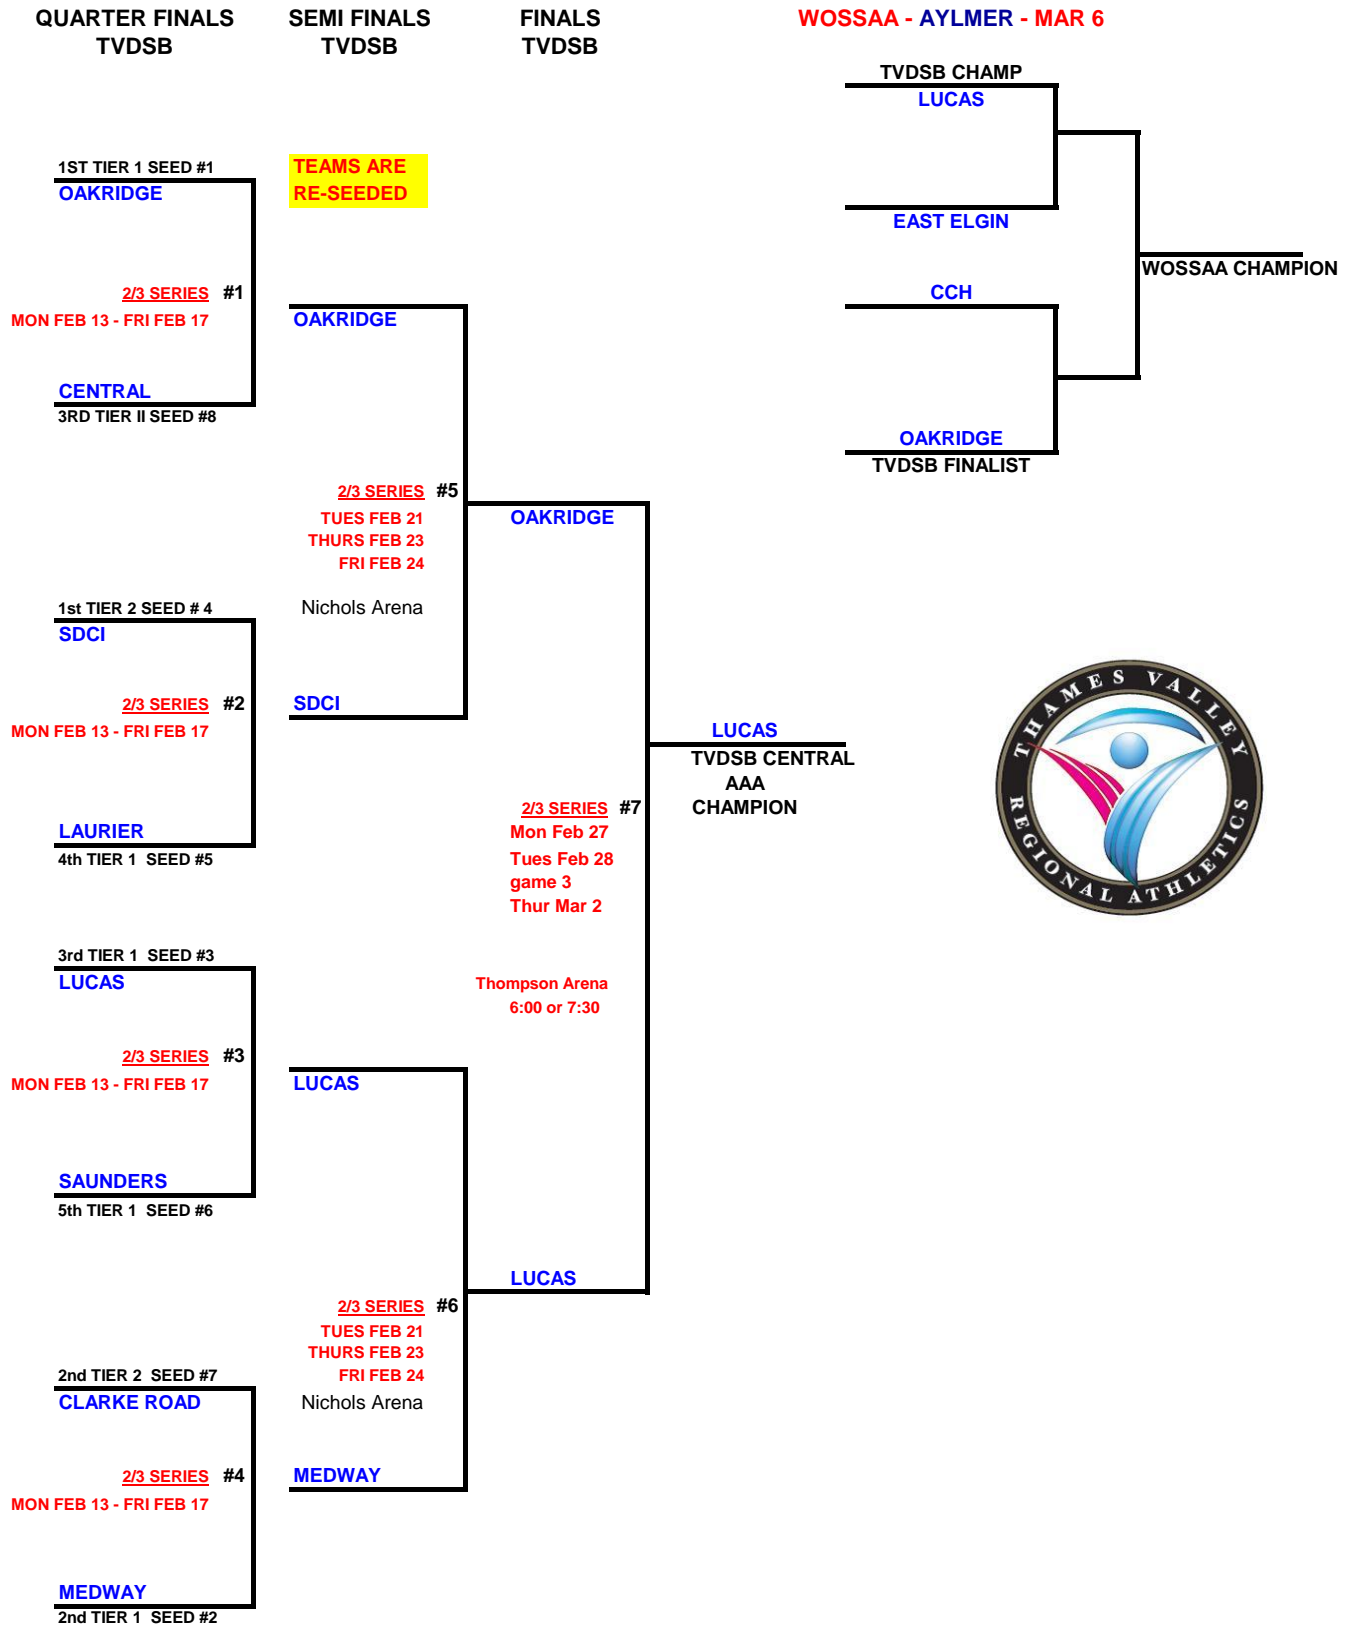 QUARTER FINALS
TVDSB
SEMI FINALS
TVDSB
FINALS
TVDSB
WOSSAA - AYLMER - MAR 6
TVDSB CHAMP
LUCAS
EAST ELGIN
WOSSAA CHAMPION
CCH
OAKRIDGE
TVDSB FINALIST
1ST TIER 1 SEED #1
OAKRIDGE
2/3 SERIES #1
MON FEB 13 - FRI FEB 17
CENTRAL
3RD TIER II SEED #8
1st TIER 2 SEED # 4
SDCI
2/3 SERIES #2
MON FEB 13 - FRI FEB 17
LAURIER
4th TIER 1 SEED #5
3rd TIER 1 SEED #3
LUCAS
2/3 SERIES #3
MON FEB 13 - FRI FEB 17
SAUNDERS
5th TIER 1 SEED #6
2nd TIER 2 SEED #7
CLARKE ROAD
2/3 SERIES #4
MON FEB 13 - FRI FEB 17
MEDWAY
2nd TIER 1 SEED #2
TEAMS ARE
RE-SEEDED
OAKRIDGE
2/3 SERIES #5
TUES FEB 21
THURS FEB 23
FRI FEB 24
Nichols Arena
SDCI
LUCAS
2/3 SERIES #6
TUES FEB 21
THURS FEB 23
FRI FEB 24
Nichols Arena
MEDWAY
OAKRIDGE
2/3 SERIES #7
Mon Feb 27
Tues Feb 28
game 3
Thur Mar 2
Thompson Arena
6:00 or 7:30
LUCAS
LUCAS
TVDSB CENTRAL
AAA
CHAMPION
THAMES VALLEY
REGIONAL ATHLETICS